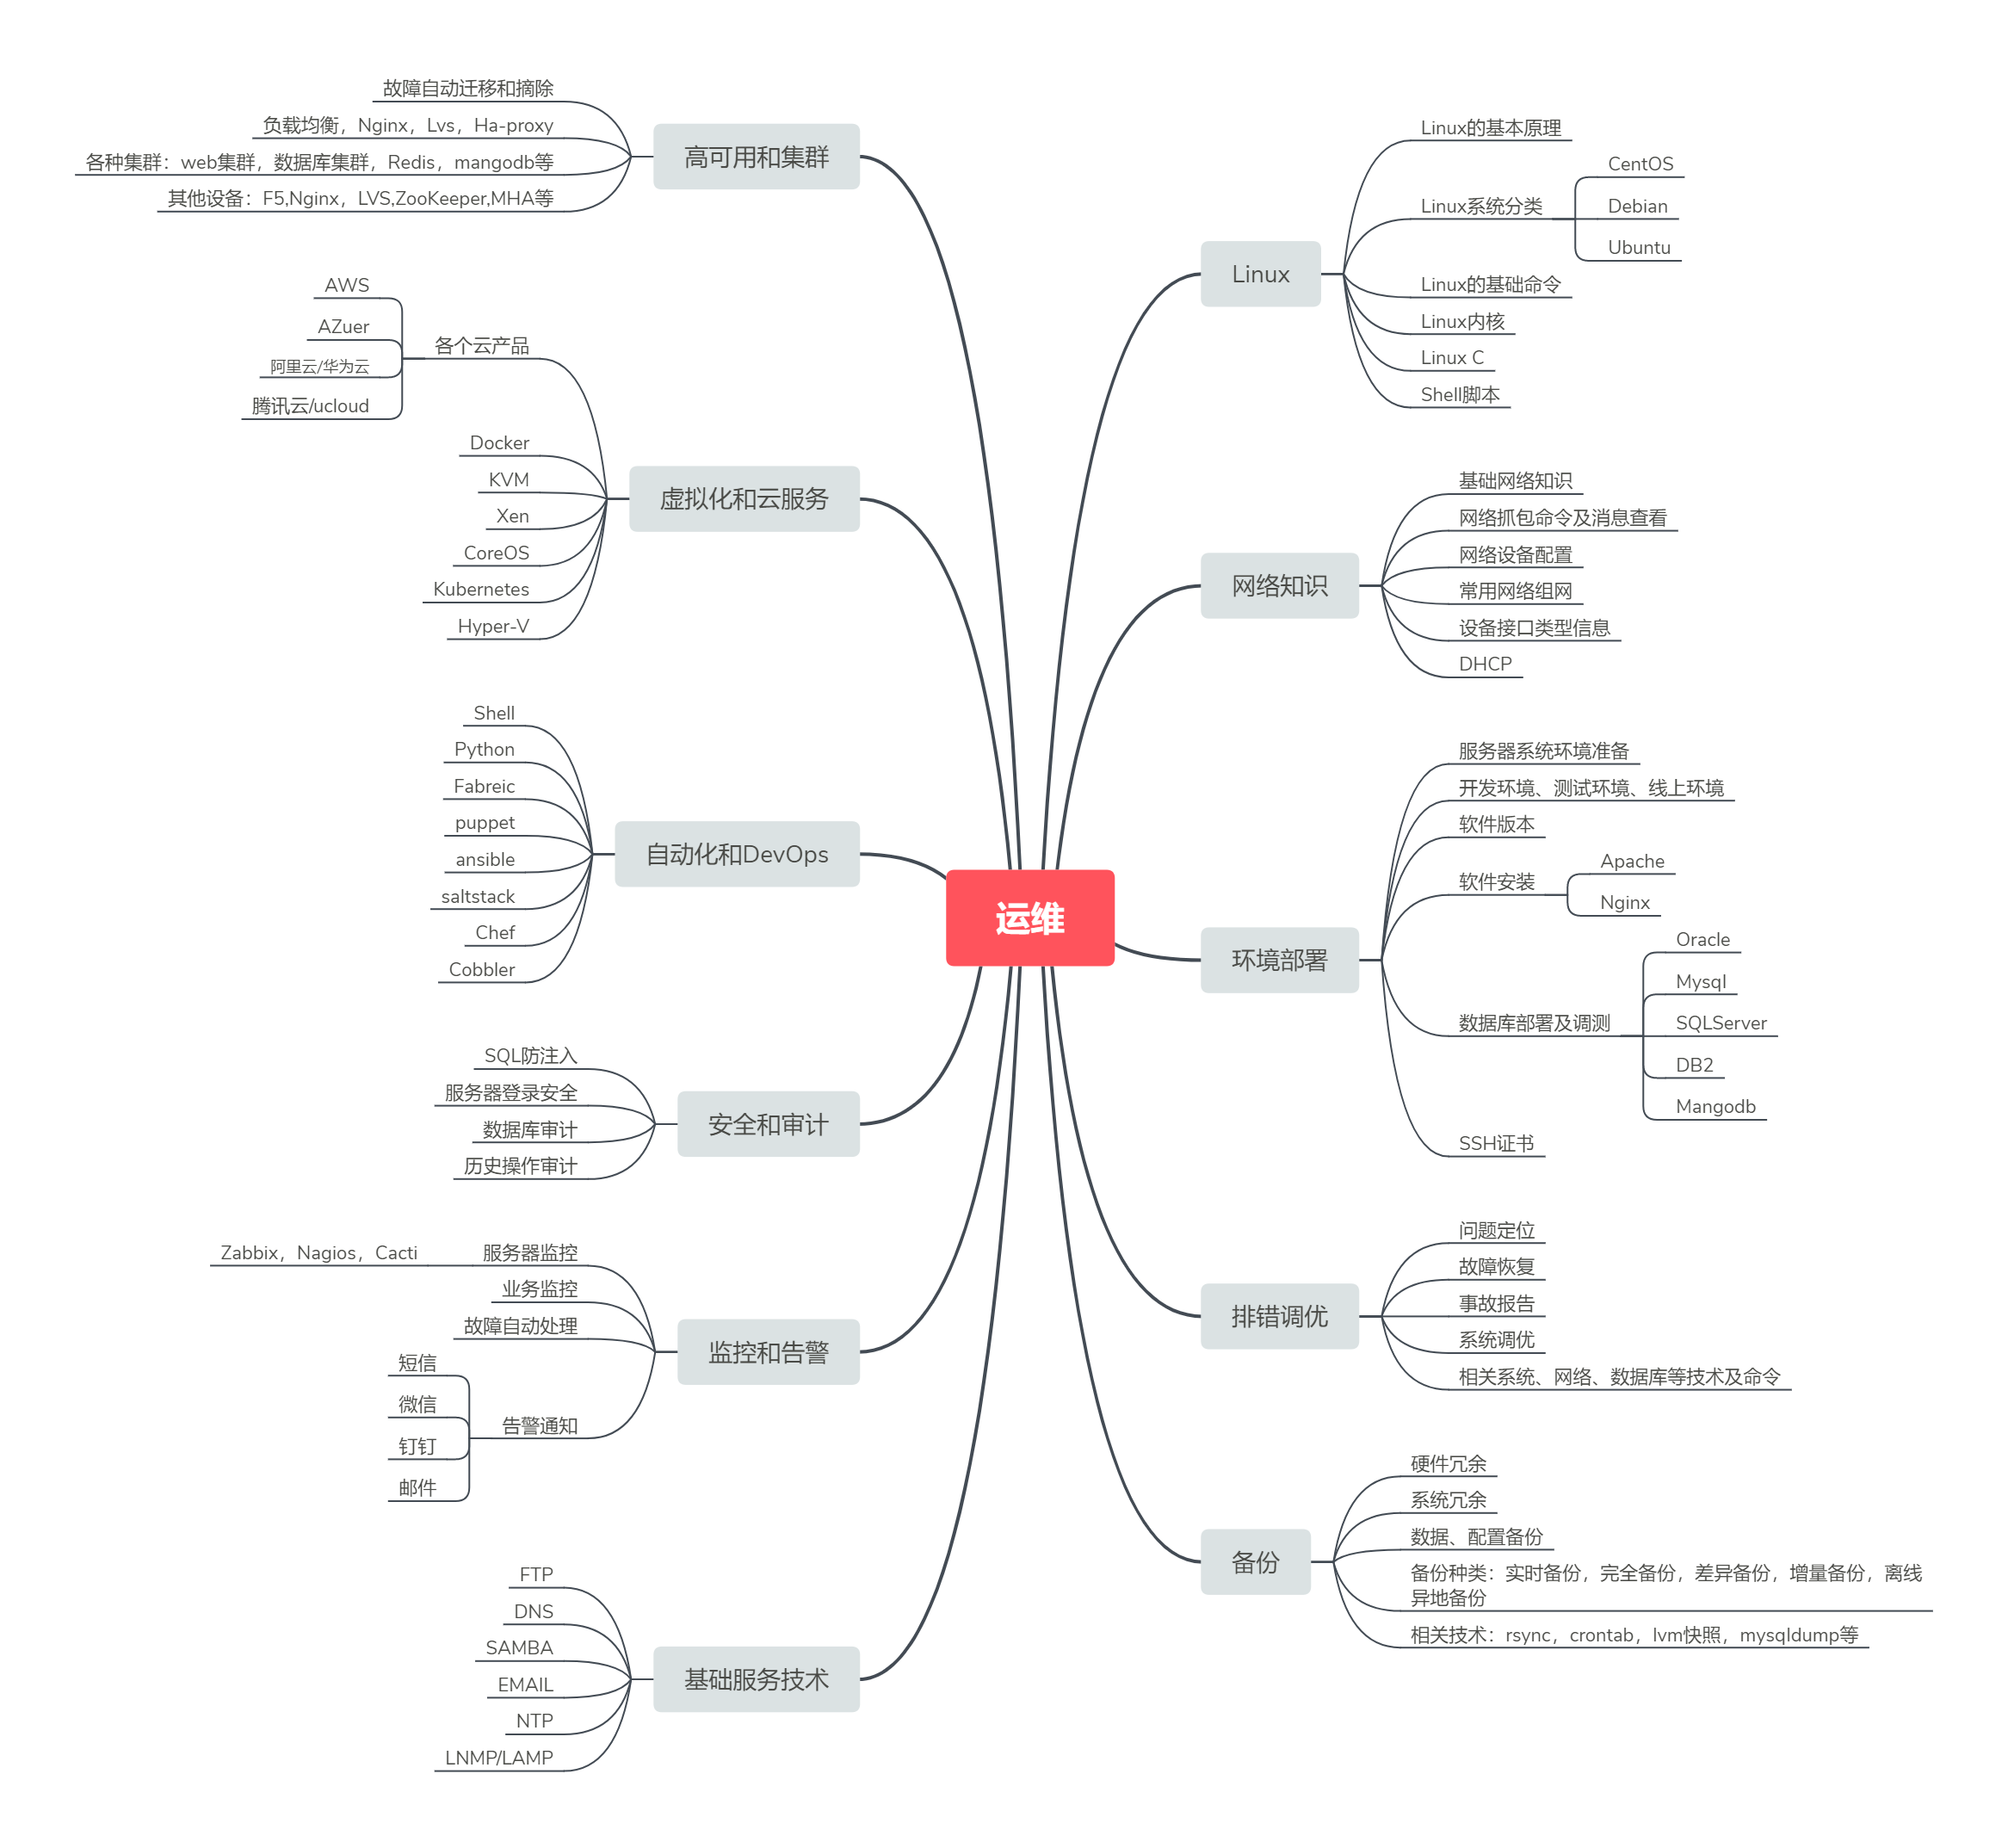 运维
Linux
Linux的基本原理
Linux系统分类
CentOS
Debian
Ubuntu
Linux的基础命令
Linux内核
Linux C
Shell脚本
网络知识
基础网络知识
网络抓包命令及消息查看
网络设备配置
常用网络组网
设备接口类型信息
DHCP
环境部署
服务器系统环境准备
开发环境、测试环境、线上环境
软件版本
软件安装
Apache
Nginx
数据库部署及调测
Oracle
Mysql
SQLServer
DB2
Mangodb
SSH证书
排错调优
问题定位
故障恢复
事故报告
系统调优
相关系统、网络、数据库等技术及命令
备份
硬件冗余
系统冗余
数据、配置备份
备份种类：实时备份，完全备份，差异备份，增量备份，离线
异地备份
相关技术：rsync，crontab，lvm快照，mysqldump等
高可用和集群
故障自动迁移和摘除
负载均衡，Nginx，Lvs，Ha-proxy
各种集群：web集群，数据库集群，Redis，mangodb等
其他设备：F5,Nginx，LVS,ZooKeeper,MHA等
虚拟化和云服务
各个云产品
AWS
AZuer
阿里云/华为云
腾讯云/ucloud
Docker
KVM
Xen
CoreOS
Kubernetes
Hyper-V
自动化和DevOps
Shell
Python
Fabreic
puppet
ansible
saltstack
Chef
Cobbler
安全和审计
SQL防注入
服务器登录安全
数据库审计
历史操作审计
监控和告警
服务器监控
Zabbix，Nagios，Cacti
业务监控
故障自动处理
告警通知
短信
微信
钉钉
邮件
基础服务技术
FTP
DNS
SAMBA
EMAIL
NTP
LNMP/LAMP